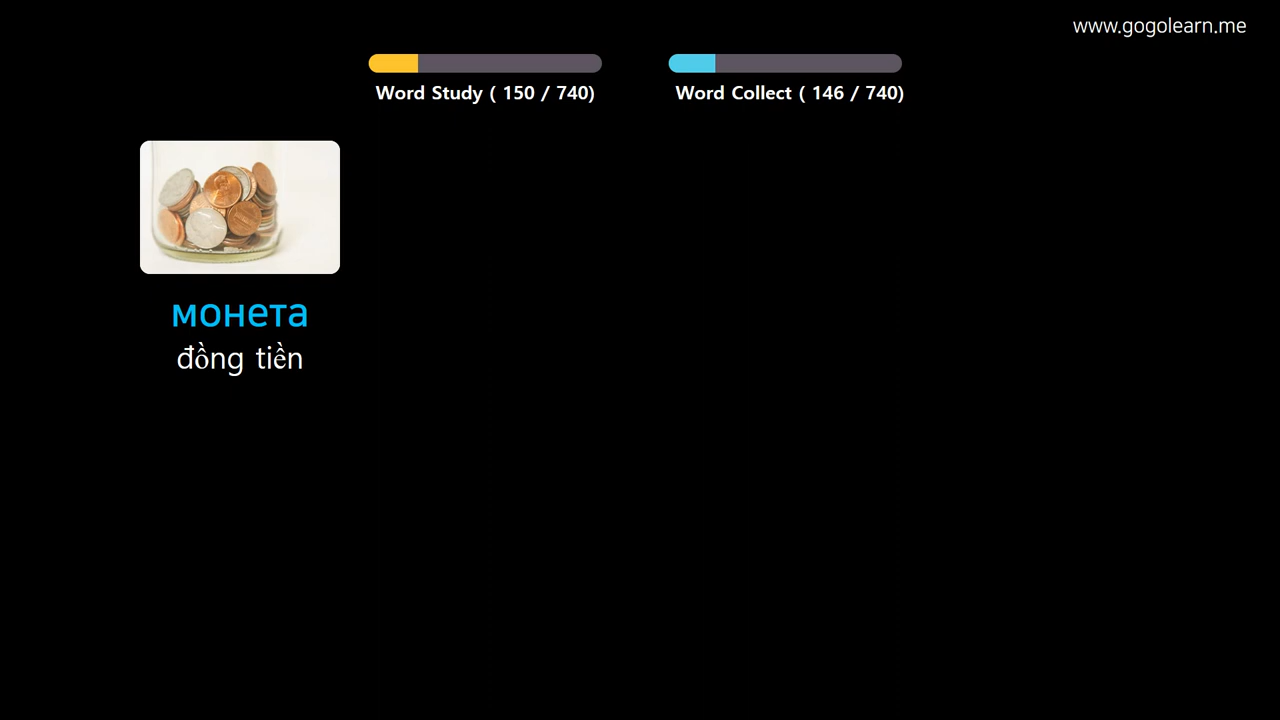 www.gogolearn.me
Word Study ( 150 / 740)
Word Collect ( 146 / 740)
монета
đồng tiền